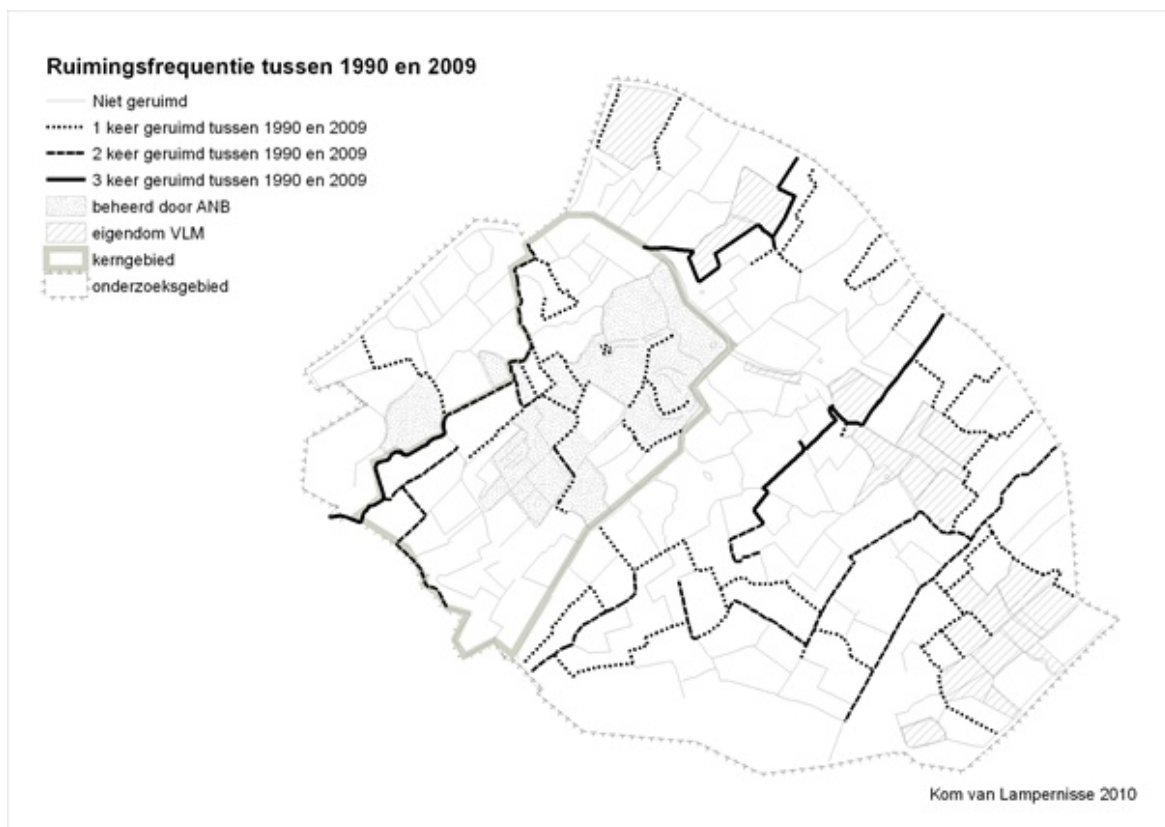 Ruimingsfrequentie tussen 1990 en 2009
Niet geruimd
1 keer geruimd tussen 1990 en 2009
2 keer geruimd tussen 1990 en 2009
3 keer geruimd tussen 1990 en 2009
beheerd door ANB
eigendom VLM
kerngebied
onderzoeksgebied
Kom van Lampernisse 2010